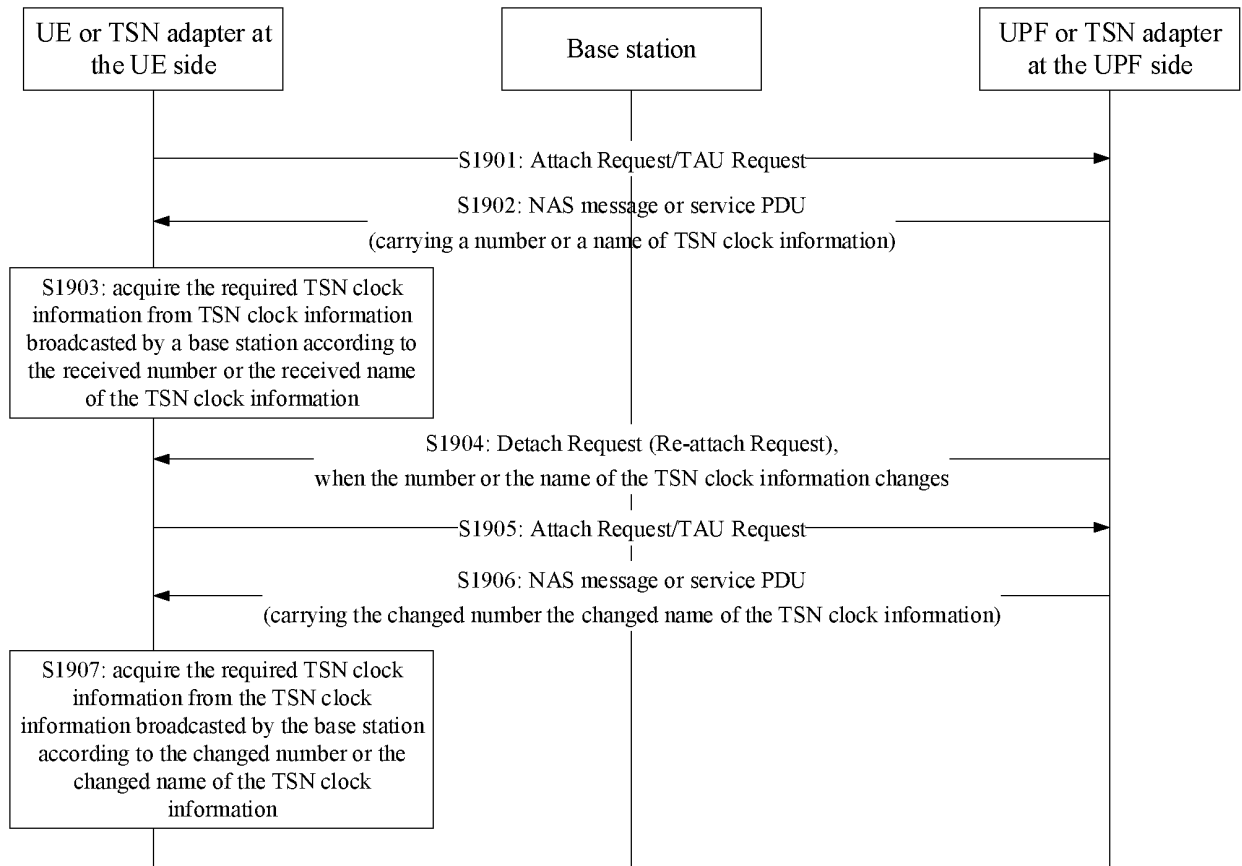 UE or TSN adapter at
the UE side
Base station
UPF or TSN adapter
at the UPF side
S1901: Attach Request/TAU Request
S1902: NAS message or service PDU
(carrying a number or a name of TSN clock information)
S1903: acquire the required TSN clock
information from TSN clock information
broadcasted by a base station according to
the received number or the received name
of the TSN clock information
S1904: Detach Request (Re-attach Request),
when the number or the name of the TSN clock information changes
S1905: Attach Request/TAU Request
S1906: NAS message or service PDU
(carrying the changed number the changed name of the TSN clock information)
S1907: acquire the required TSN clock
information from the TSN clock
information broadcasted by the base station
according to the changed number or the
changed name of the TSN clock
information